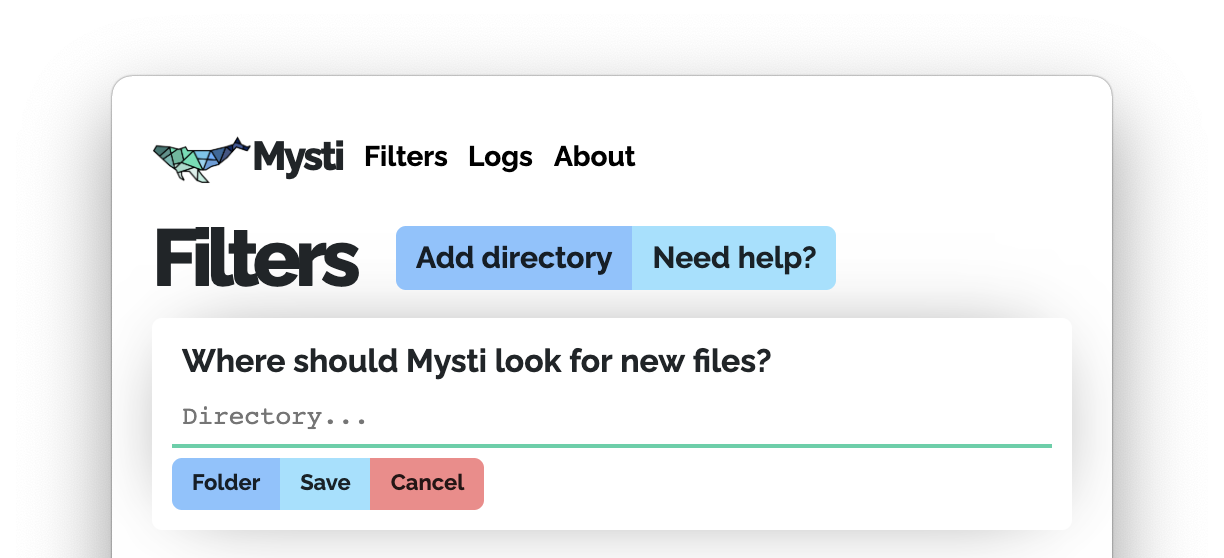 Mysti Filters Logs About
Filters Add directory Need help?
Where should Mysti look for new files?
Directory...
Folder Save Cancel